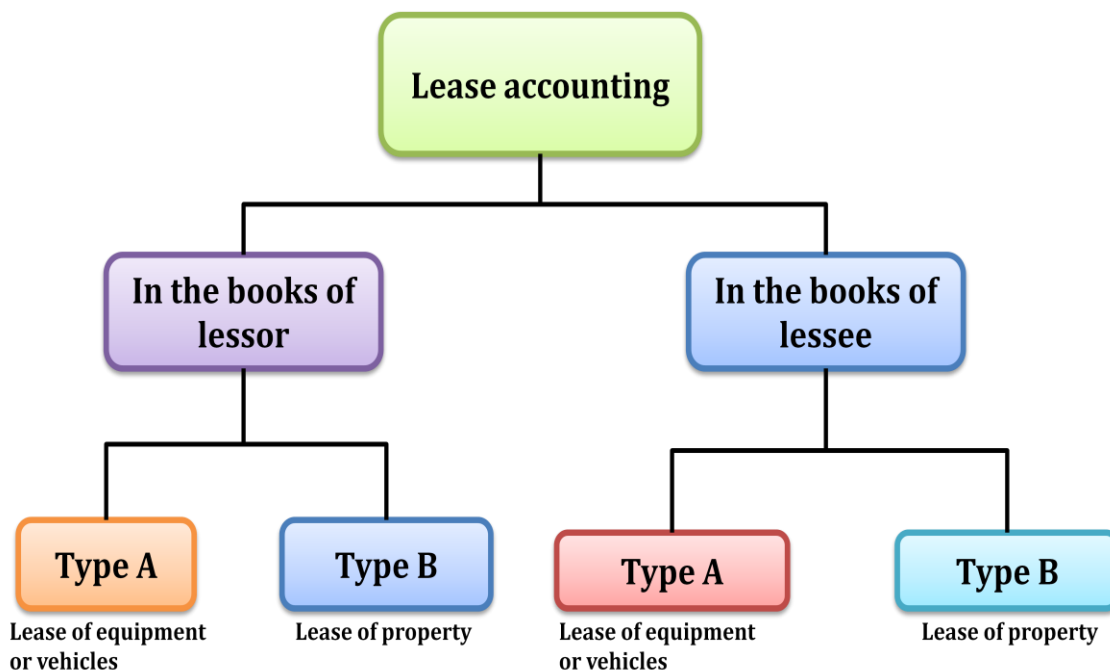 Lease accounting
In the books of
lessor
In the books of
lessee
Type A
Type B
Type A
Type B
Lease of equipment
or vehicles
Lease of property
Lease of equipment
or vehicles
Lease of property